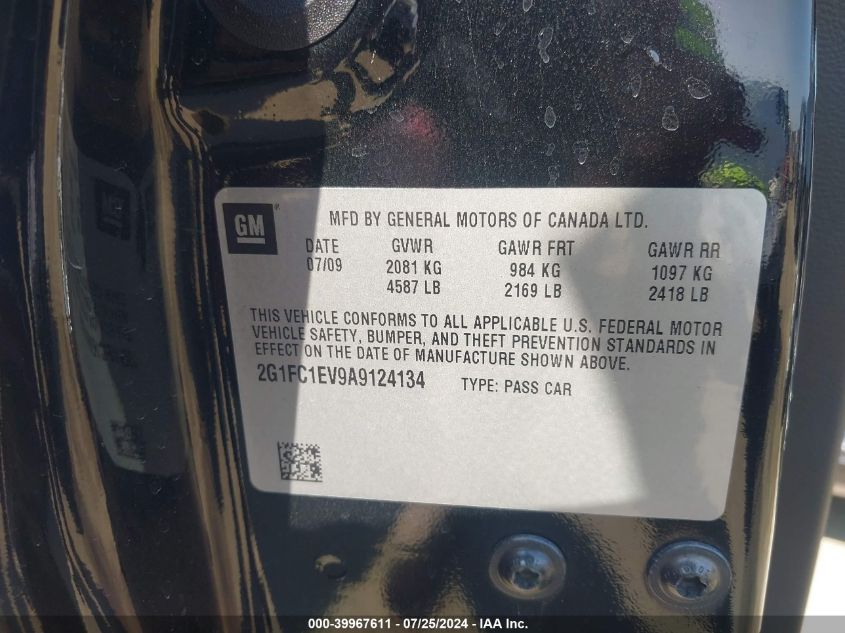 GM ® MFD BY GENERAL MOTORS OF CANADA LTD.
DATE GVWR GAWR FRT GAWR RR
07/09 2081 KG 984 KG 1097 KG
4587 LB 2169 LB 2418 LB
THIS VEHICLE CONFORMS TO ALL APPLICABLE U.S. FEDERAL MOTOR
VEHICLE SAFETY, BUMPER, AND THEFT PREVENTION STANDARDS IN
EFFECT ON THE DATE OF MANUFACTURE SHOWN ABOVE.
2G1FC1EV9A9124134 TYPE: PASS CAR
000-39967611 - 07/25/2024 - IAA Inc.